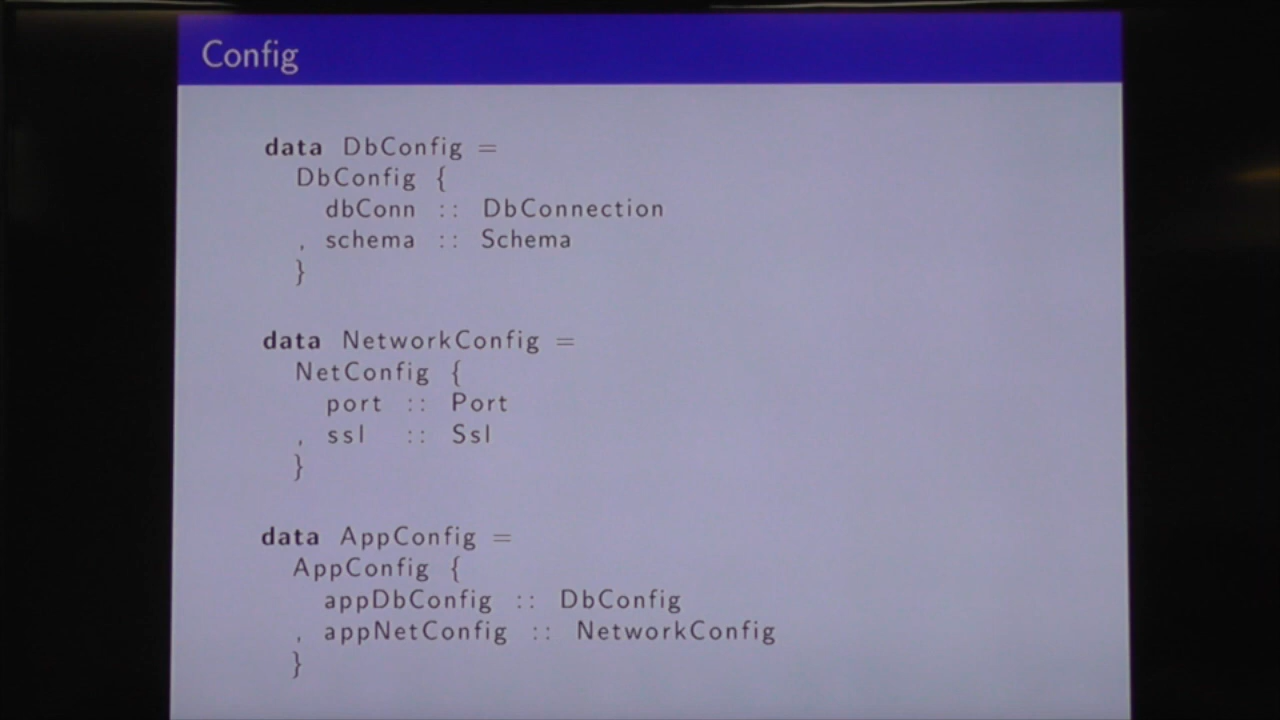 Config
data DbConfig =
DbConfig {
dbConn :: DbConnection
, schema :: Schema
}
data NetworkConfig =
NetConfig {
port :: Port
, ssl :: Ssl
}
data AppConfig =
AppConfig {
appDbConfig :: DbConfig
, appNetConfig :: NetworkConfig
}